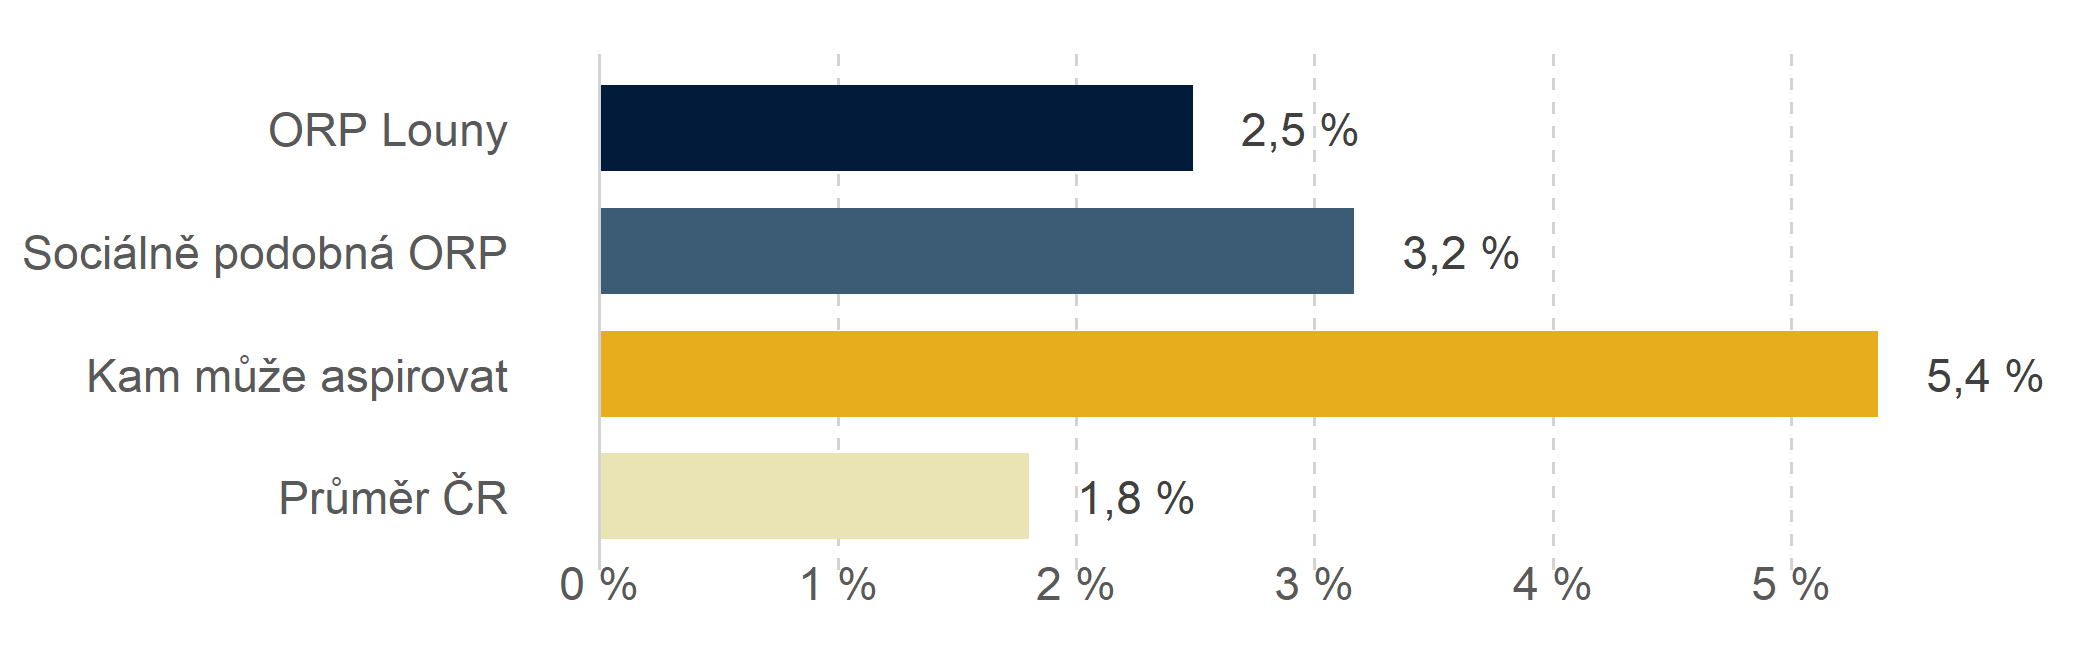 ORP Louny 2,5 %
Sociálně podobná ORP 3,2 %
Kam může aspirovat 5,4 %
Průměr ČR 1,8 %
0 % 1 % 2 % 3 % 4 % 5 %